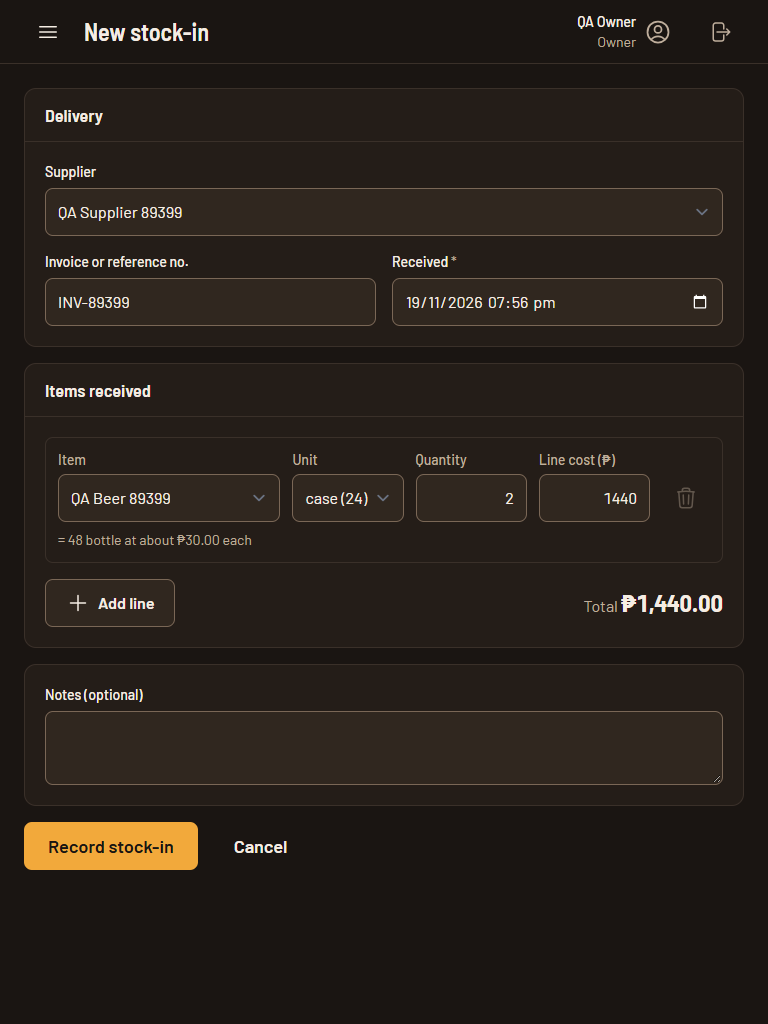 New stock-in
QA Owner
Owner
Delivery
Supplier
QA Supplier 89399
Invoice or reference no.
Received *
INV-89399
19/11/2026 07:56 pm
Items received
Item
Unit
Quantity
Line cost (₱)
QA Beer 89399
case (24)
2
1440
= 48 bottle at about ₱30.00 each
Add line
Total ₱1,440.00
Notes (optional)
Record stock-in
Cancel